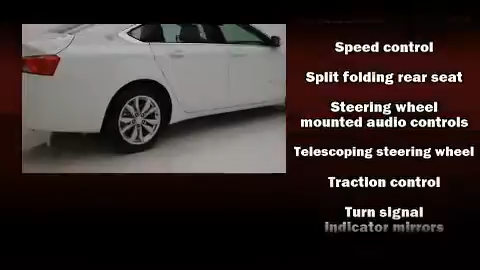 Speed control
Split folding rear seat
Steering wheel
mounted audio controls
Telescoping steering wheel
Traction control
Turn signal
indicator mirrors